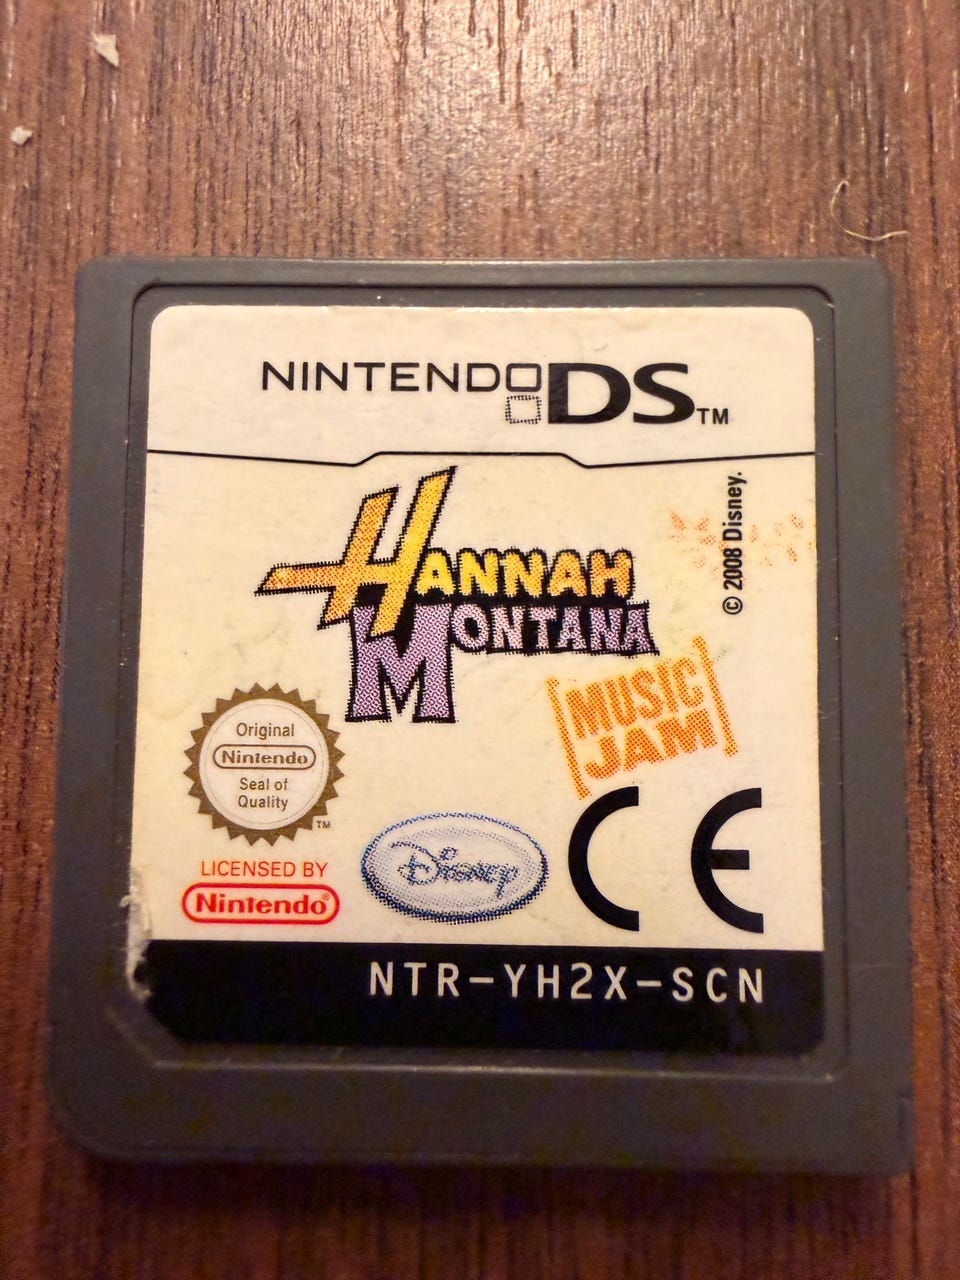 NINTENDO DS™
HANNAH
MONTANA
MUSIC
JAM
© 2008 Disney.
Original
Nintendo
Seal of
Quality
™
LICENSED BY
Nintendo®
Disney
CE
NTR-YH2X-SCN